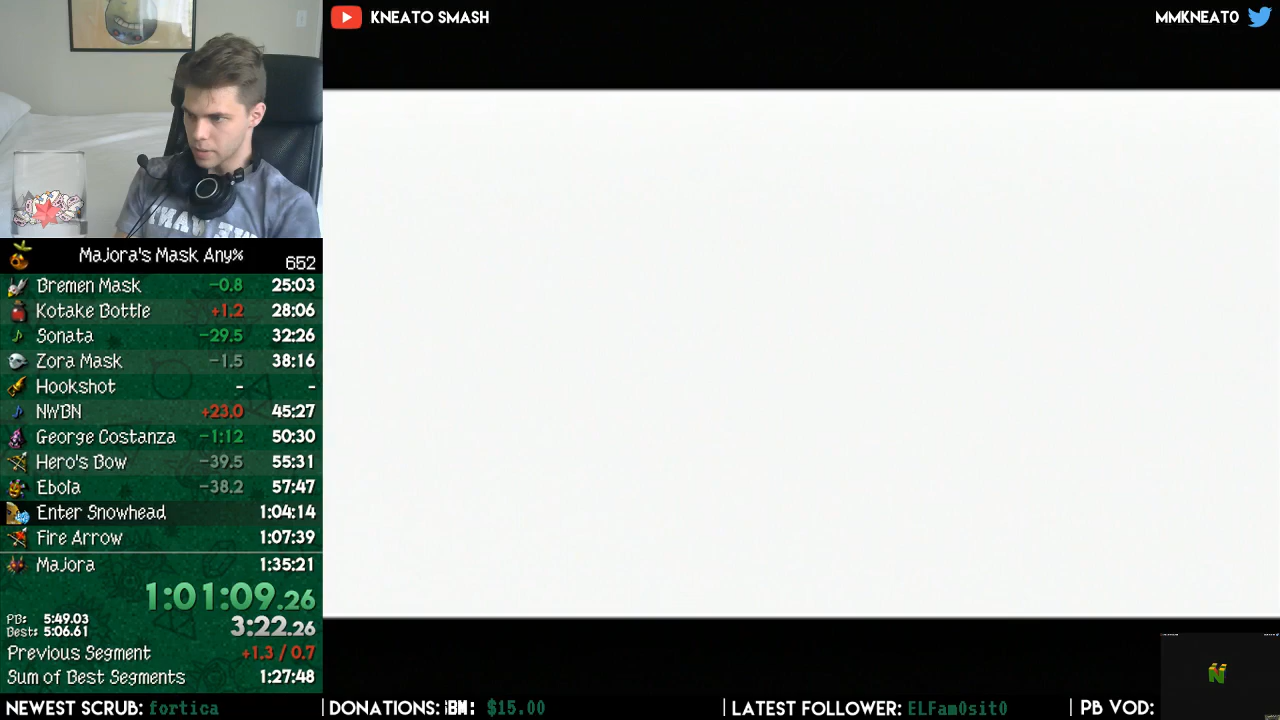 KNEATO SMASH
MMKNEATO
Majora's Mask Any%
652
Bremen Mask -0.8 25:03
Kotake Bottle +1.2 28:06
Sonata -29.5 32:26
Zora Mask -1.5 38:16
Hookshot - -
NWBN +23.0 45:27
George Costanza -1:12 50:30
Hero's Bow -39.5 55:31
Ebola -38.2 57:47
Enter Snowhead 1:04:14
Fire Arrow 1:07:39
Majora 1:35:21
1:01:09.26
PB: 5:49.03
Best: 5:06.61
3:22.26
Previous Segment +1.3 / 0.7
Sum of Best Segments 1:27:48
NEWEST SCRUB: fortica | DONATIONS: $15.00 | LATEST FOLLOWER: ELFam0sit0 | PB VOD: